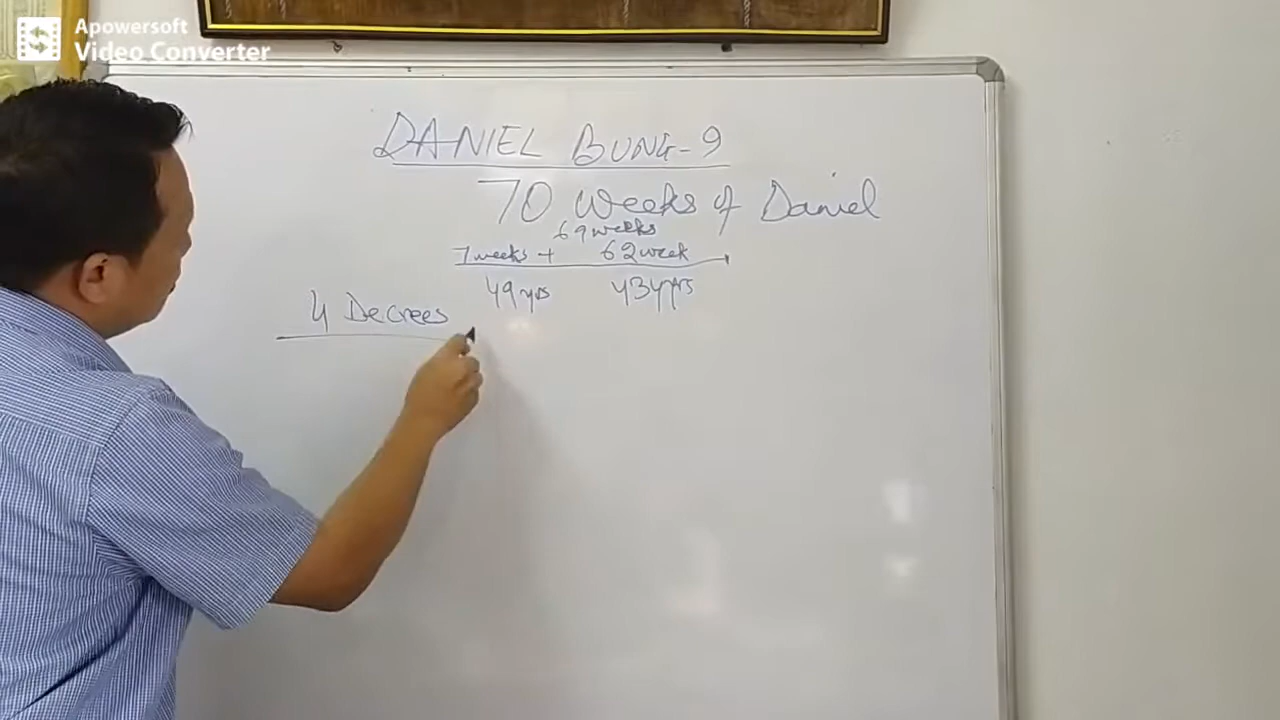 Apowersoft
Video Converter
DANIEL BUNG-9
70 Weeks of Daniel
69 weeks
7 weeks + 62 week
49 yrs 434 yrs
4 Decrees